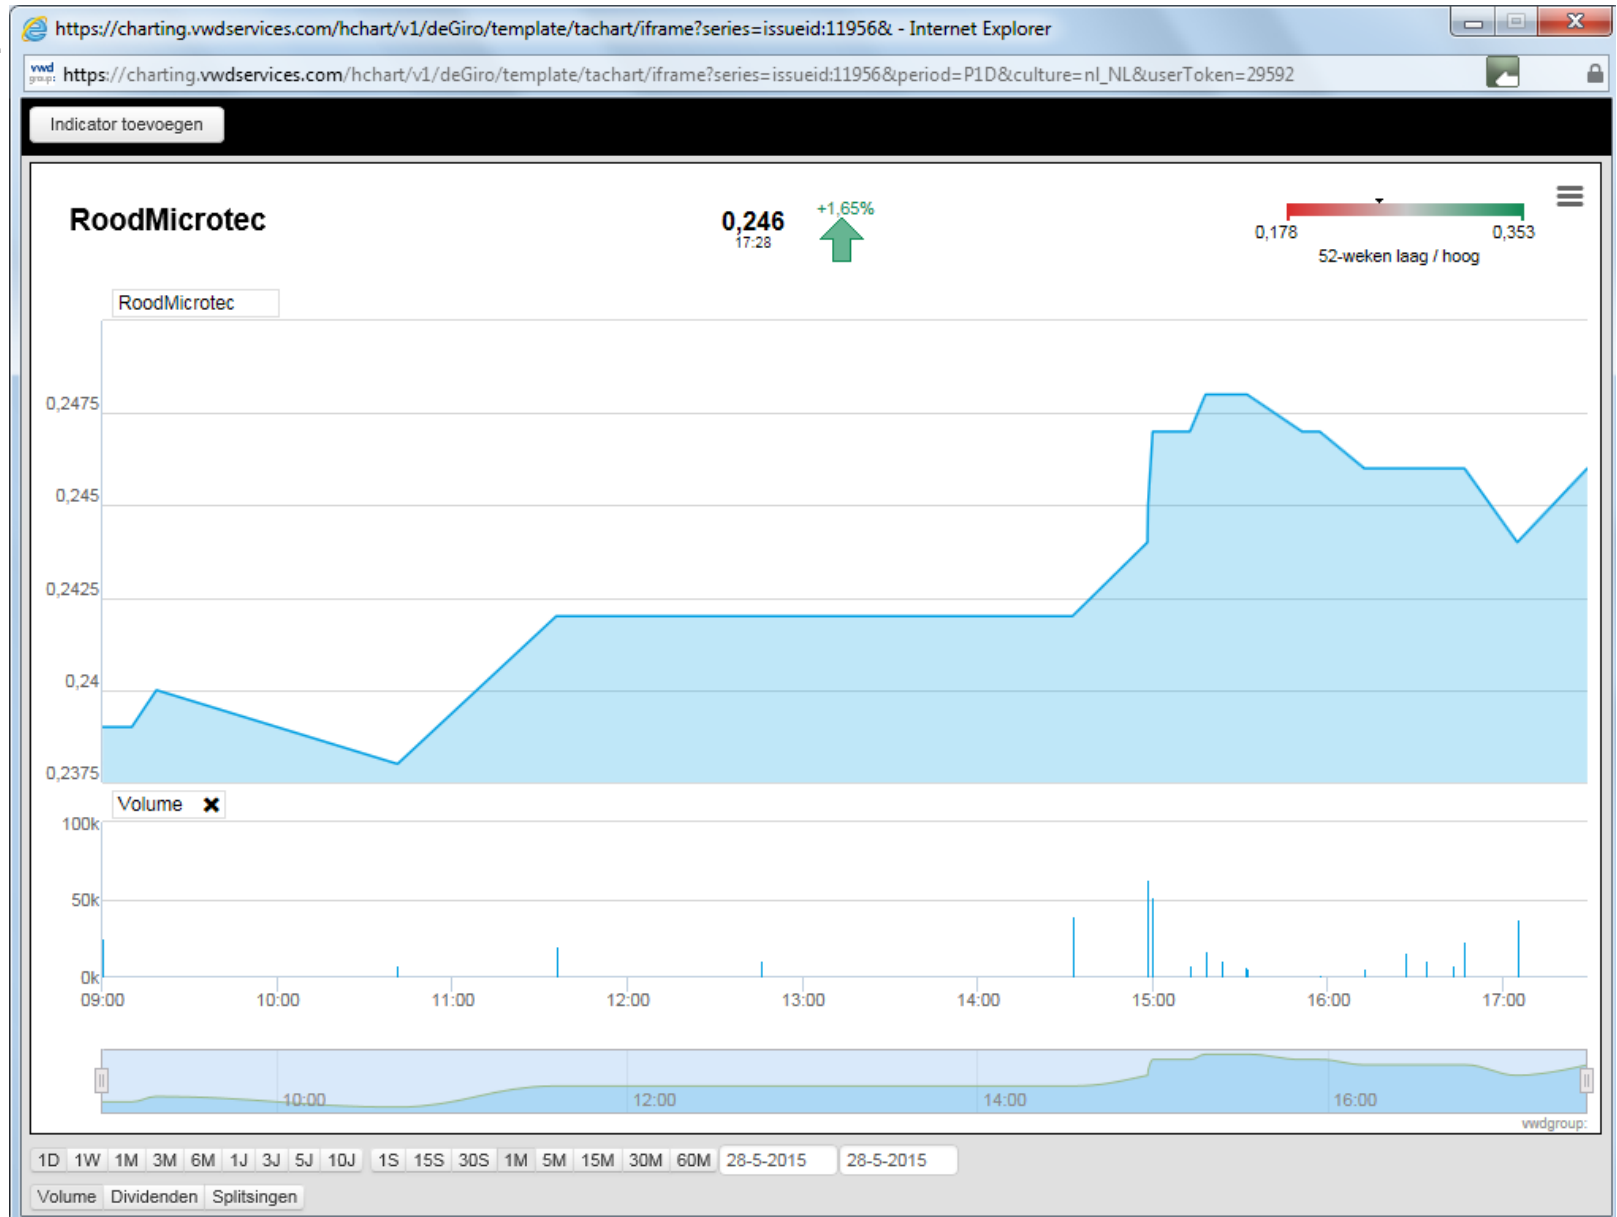 https://charting.vwdservices.com/hchart/v1/deGiro/template/tachart/iframe?series=issueid:11956& - Internet Explorer
vwd group: https://charting.vwdservices.com/hchart/v1/deGiro/template/tachart/iframe?series=issueid:11956&period=P1D&culture=nl_NL&userToken=29592
Indicator toevoegen
RoodMicrotec
0,246
17:28
+1,65%
0,178 0,353
52-weken laag / hoog
RoodMicrotec
0,2475
0,245
0,2425
0,24
0,2375
Volume
100k
50k
0k
09:00 10:00 11:00 12:00 13:00 14:00 15:00 16:00 17:00
10:00 12:00 14:00 16:00
vwdgroup:
1D 1W 1M 3M 6M 1J 3J 5J 10J 1S 15S 30S 1M 5M 15M 30M 60M 28-5-2015 28-5-2015
Volume Dividenden Splitsingen